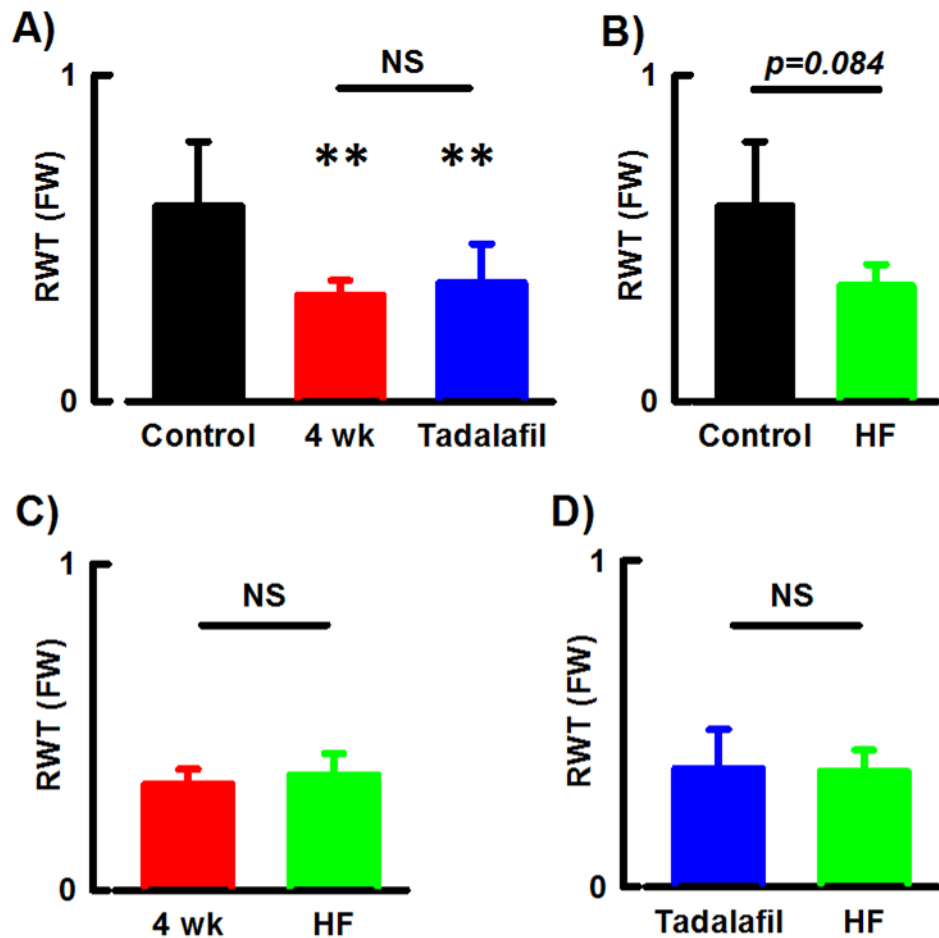 A)
NS
1
** **
RWT (FW)
0
Control 4 wk Tadalafil
B)
p=0.084
1
RWT (FW)
0
Control HF
C)
NS
1
RWT (FW)
0
4 wk HF
D)
NS
1
RWT (FW)
0
Tadalafil HF